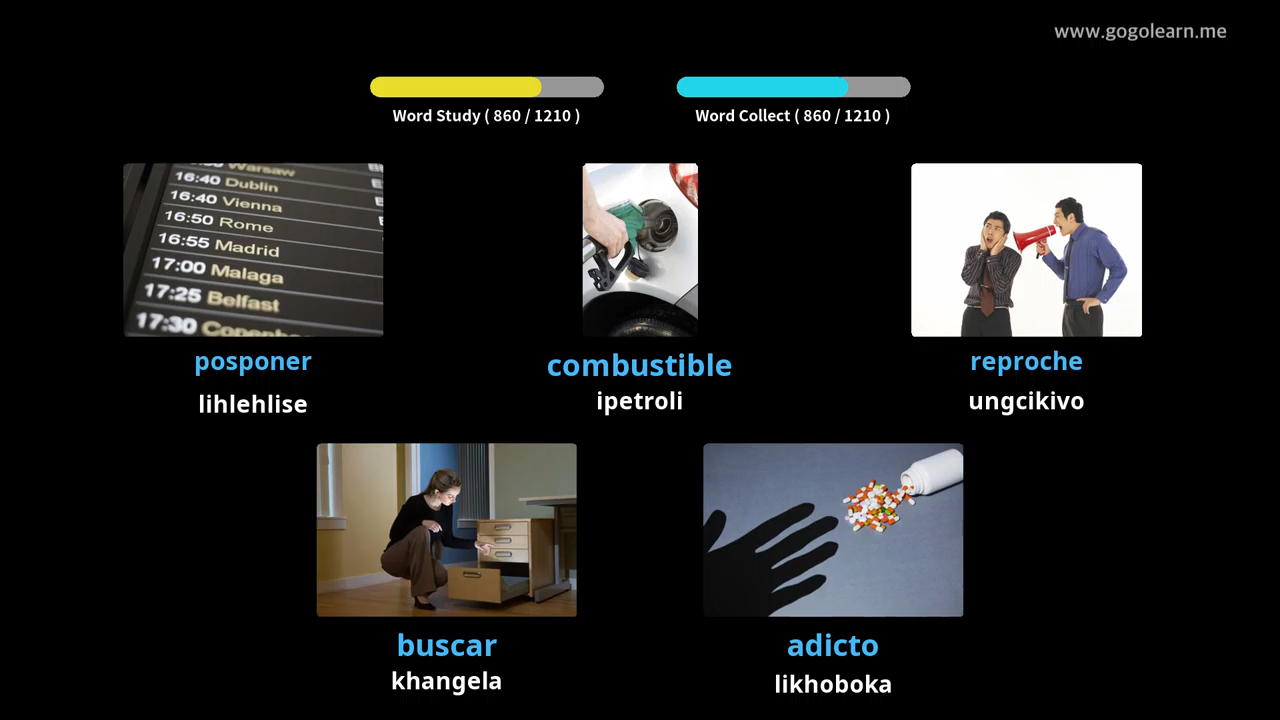 www.gogolearn.me
Word Study ( 860 / 1210 )
Word Collect ( 860 / 1210 )
Warsaw
16:40 Dublin
16:40 Vienna
16:50 Rome
16:55 Madrid
17:00 Malaga
17:25 Belfast
17:30
posponer
lihlehlise
combustible
ipetroli
reproche
ungcikivo
buscar
khangela
adicto
likhoboka